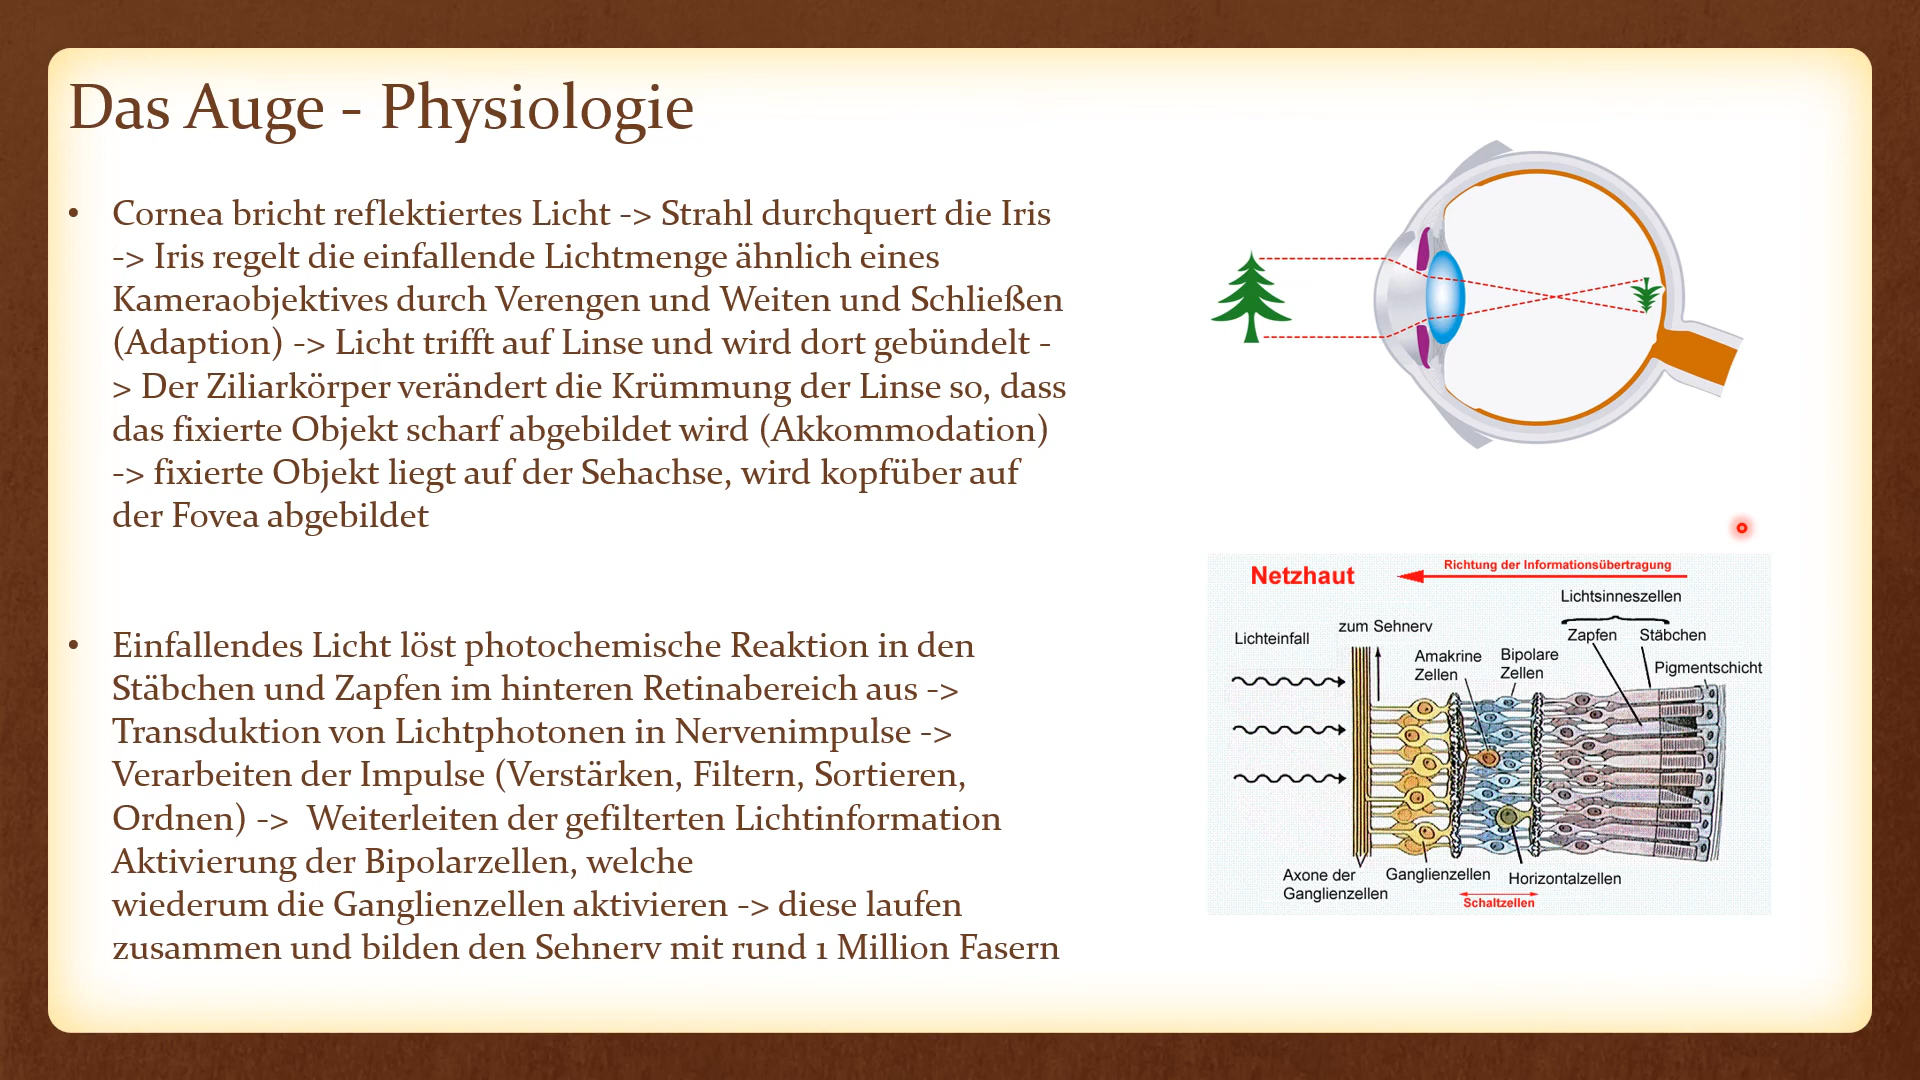 Das Auge - Physiologie
• Cornea bricht reflektiertes Licht -> Strahl durchquert die Iris
-> Iris regelt die einfallende Lichtmenge ähnlich eines
Kameraobjektives durch Verengen und Weiten und Schließen
(Adaption) -> Licht trifft auf Linse und wird dort gebündelt -
> Der Ziliarkörper verändert die Krümmung der Linse so, dass
das fixierte Objekt scharf abgebildet wird (Akkommodation)
-> fixierte Objekt liegt auf der Sehachse, wird kopfüber auf
der Fovea abgebildet
• Einfallendes Licht löst photochemische Reaktion in den
Stäbchen und Zapfen im hinteren Retinabereich aus ->
Transduktion von Lichtphotonen in Nervenimpulse ->
Verarbeiten der Impulse (Verstärken, Filtern, Sortieren,
Ordnen) -> Weiterleiten der gefilterten Lichtinformation
Aktivierung der Bipolarzellen, welche
wiederum die Ganglienzellen aktivieren -> diese laufen
zusammen und bilden den Sehnerv mit rund 1 Million Fasern
Netzhaut
Richtung der Informationsübertragung
Lichtsinneszellen
Lichteinfall
zum Sehnerv
Zapfen
Stäbchen
Amakrine
Zellen
Bipolare
Zellen
Pigmentschicht
Axone der
Ganglienzellen
Ganglienzellen
Horizontalzellen
Schaltzellen